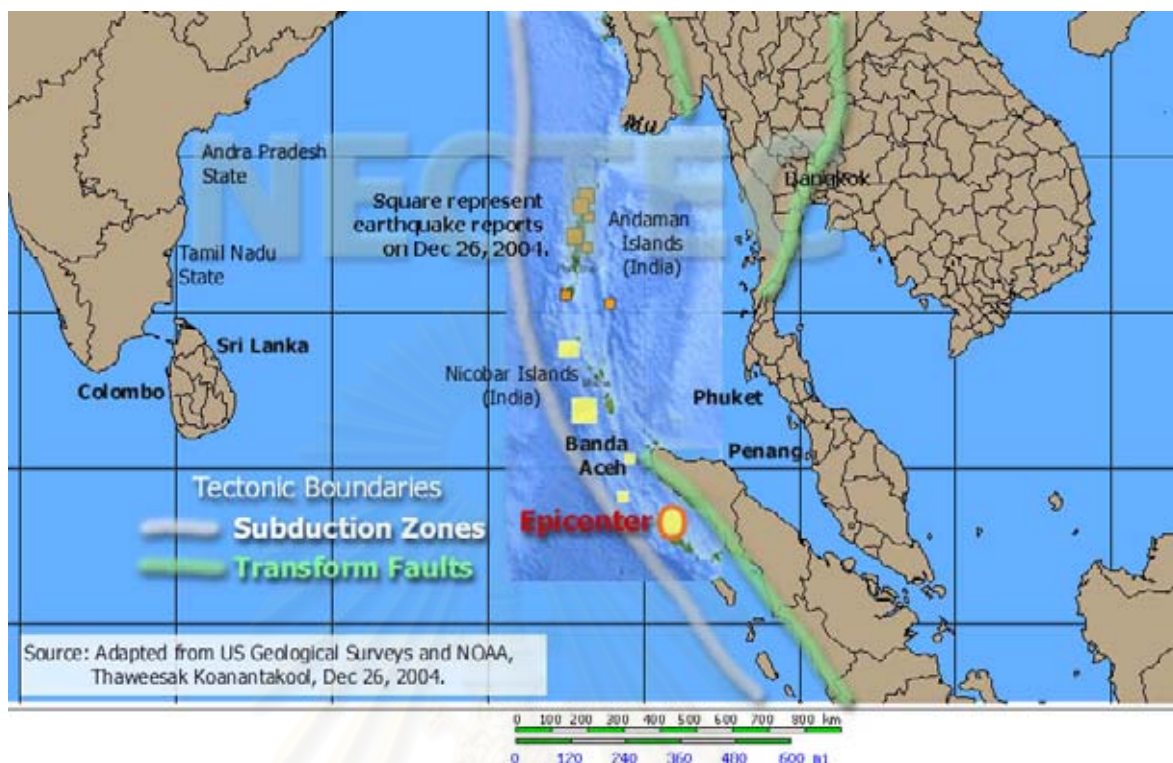 NECTEC
Andra Pradesh
State
Bangkok
Square represent
earthquake reports
on Dec 26, 2004.
Andaman
Islands
(India)
Tamil Nadu
State
Sri Lanka
Colombo
Nicobar Islands
(India)
Phuket
Banda
Aceh
Penang
Tectonic Boundaries
Subduction Zones
Transform Faults
Epicenter
Source: Adapted from US Geological Surveys and NOAA,
Thaweesak Koanantakool, Dec 26, 2004.
0 100 200 300 400 500 600 700 800 km
0 120 240 360 480 600 mi